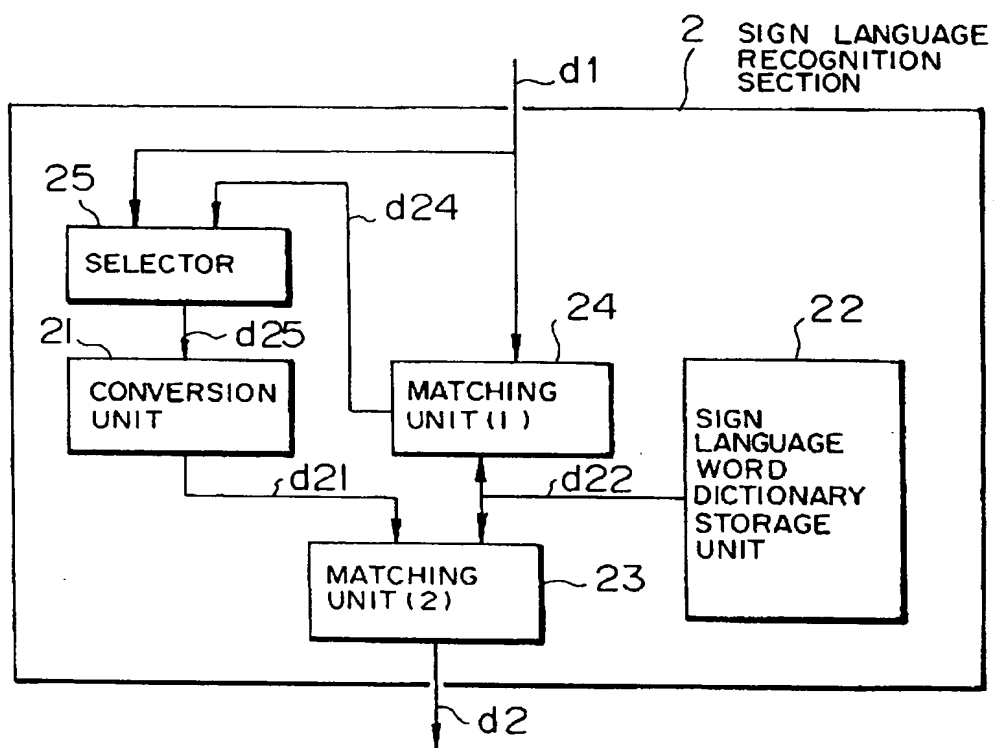 2 SIGN LANGUAGE
RECOGNITION
SECTION
d1
25
d24
SELECTOR
24
22
21
d25
CONVERSION
UNIT
MATCHING
UNIT (1)
SIGN
LANGUAGE
WORD
DICTIONARY
STORAGE
UNIT
d21
d22
MATCHING
UNIT (2)
23
d2